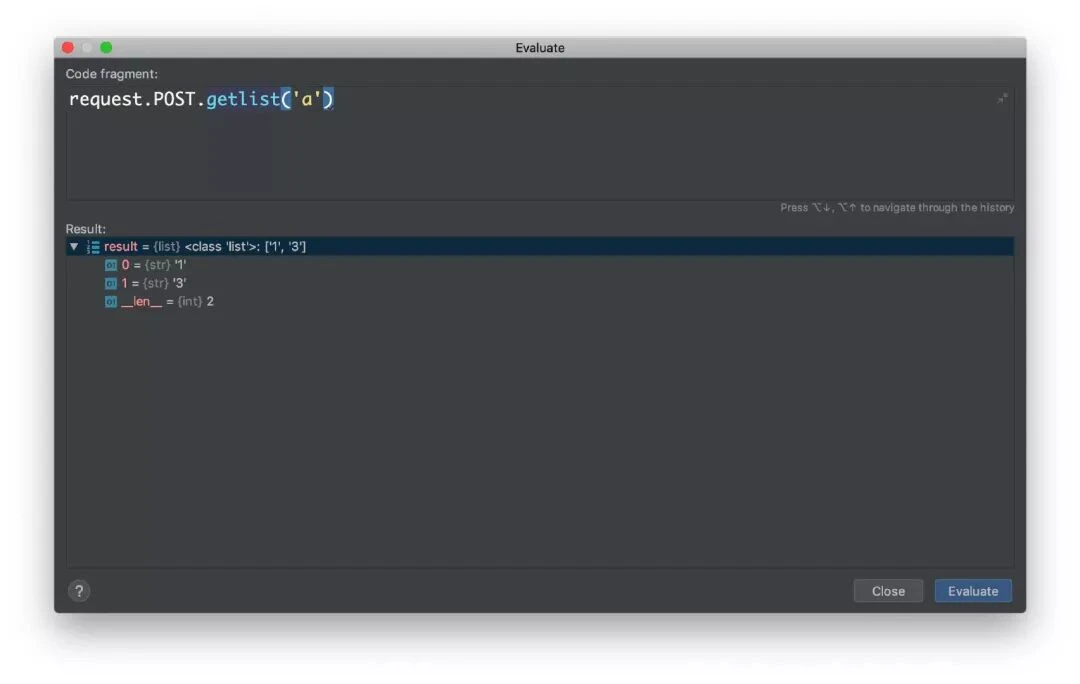 Evaluate
Code fragment:
request.POST.getlist('a')
Press ⌥↓, ⌥↑ to navigate through the history
Result:
result = {list} <class 'list'>: ['1', '3']
0 = {str} '1'
1 = {str} '3'
__len__ = {int} 2
? Close Evaluate